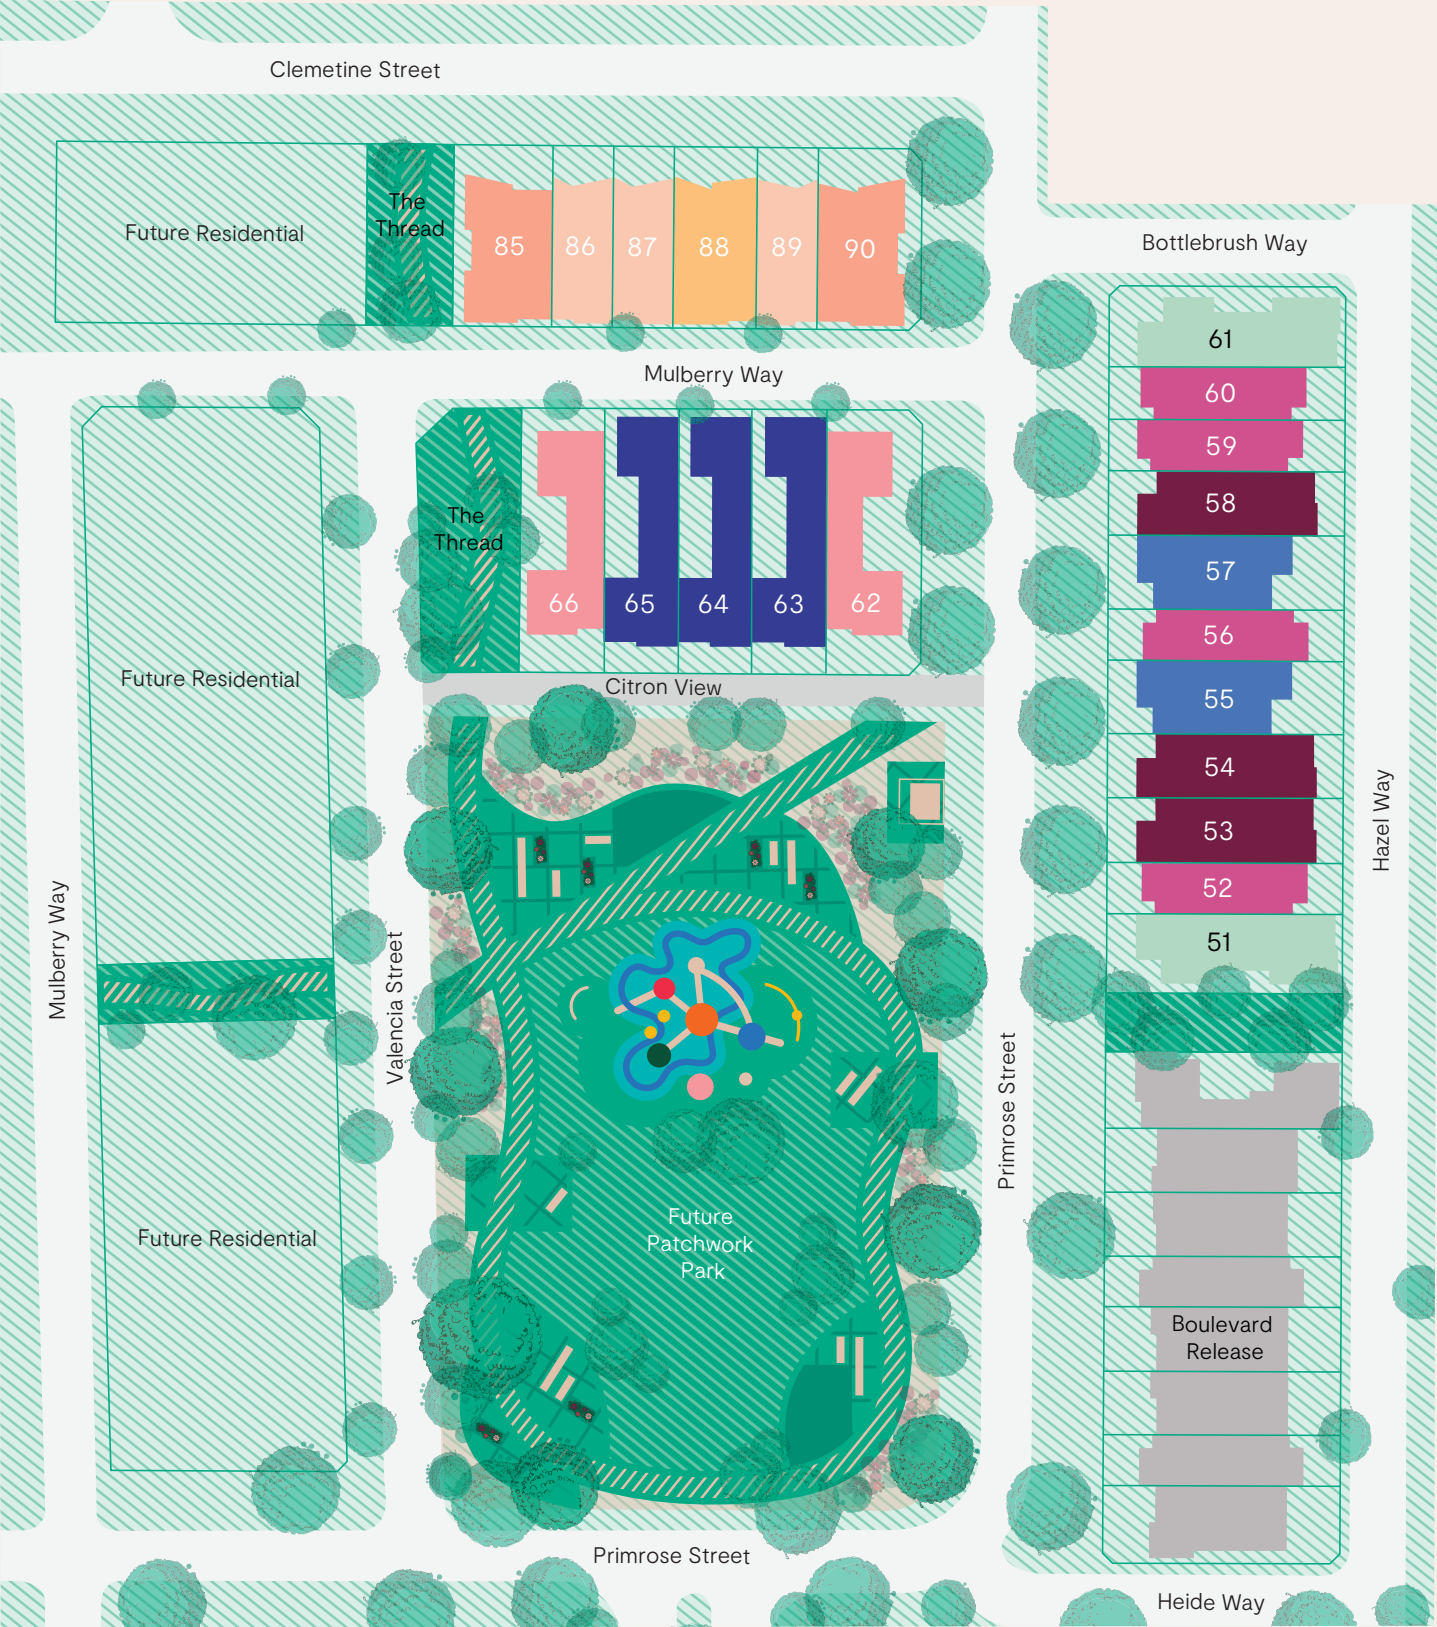 Clemetine Street
Future Residential
The
Thread
85
86
87
88
89
90
Bottlebrush Way
Mulberry Way
61
60
59
58
57
56
55
54
53
52
51
The
Thread
66
65
64
63
62
Future Residential
Citron View
Hazel Way
Mulberry Way
Valencia Street
Primrose Street
Future
Patchwork
Park
Future Residential
Boulevard
Release
Primrose Street
Heide Way